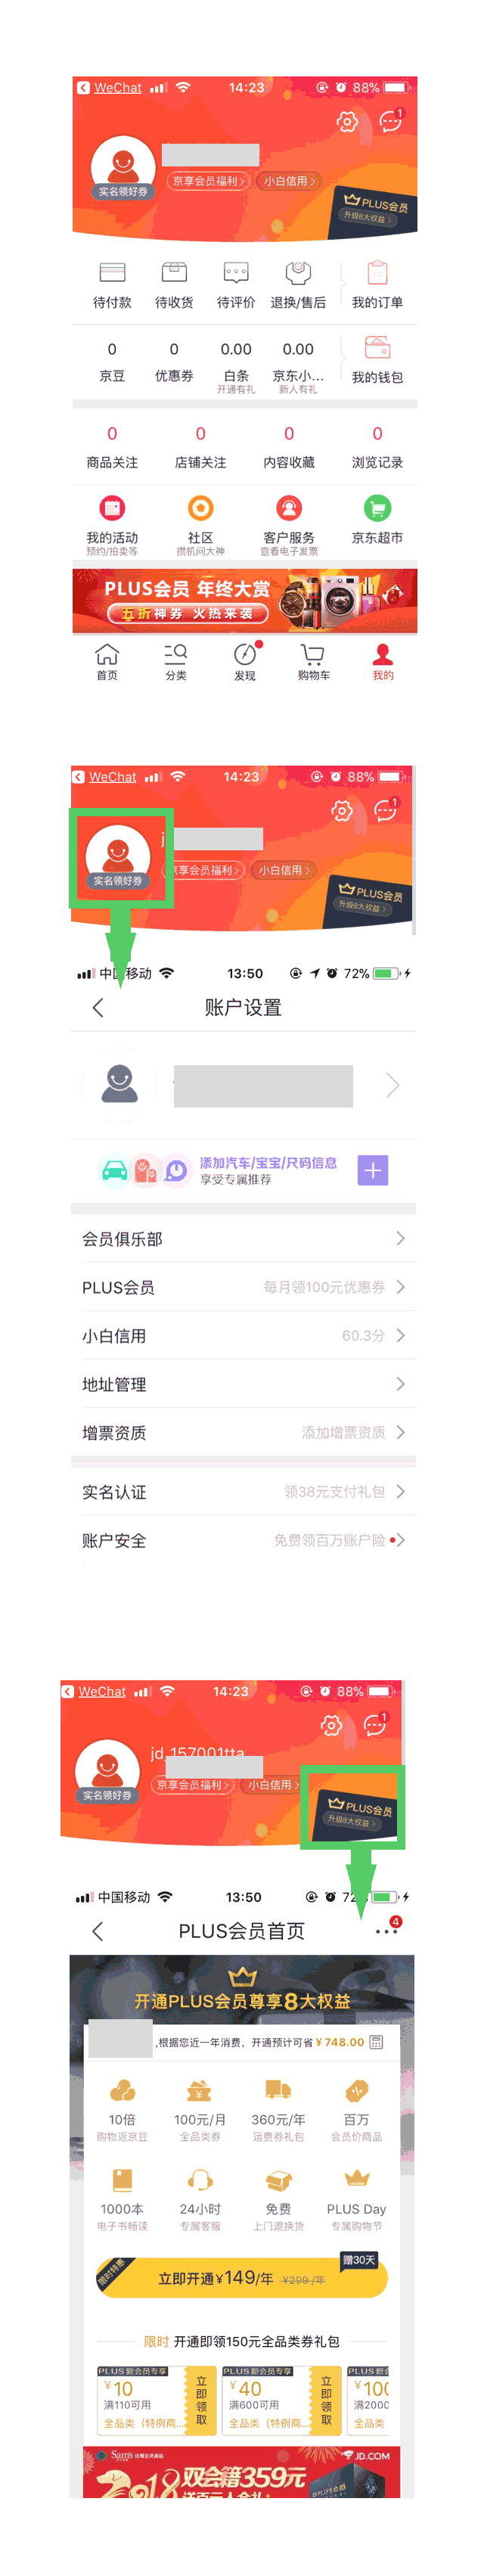 WeChat 14:23 88%
1
实名领好券
京享会员福利 小白信用
PLUS会员
升级8大权益
待付款 待收货 待评价 退换/售后 我的订单
0 0 0.00 0.00
京豆 优惠券 白条 京东小... 我的钱包
开通有礼 新人有礼
0 0 0 0
商品关注 店铺关注 内容收藏 浏览记录
我的活动 社区 客户服务 京东超市
预约/拍卖等 攒机问大神 查看电子发票
PLUS会员 年终大赏
五折神券 火热来袭
首页 分类 发现 购物车 我的
WeChat 14:23 88%
1
j
实名领好券
京享会员福利 小白信用
PLUS会员
升级8大权益
中国移动 13:50 72%
账户设置
添加汽车/宝宝/尺码信息
享受专属推荐
会员俱乐部
PLUS会员 每月领100元优惠券
小白信用 60.3分
地址管理
增票资质 添加增票资质
实名认证 领38元支付礼包
账户安全 免费领百万账户险
WeChat 14:23 88%
1
jd_157001tta
实名领好券
京享会员福利 小白信用
PLUS会员
升级8大权益
中国移动 13:50 72
PLUS会员首页
4
开通PLUS会员尊享8大权益
,根据您近一年消费，开通预计可省¥748.00
10倍 100元/月 360元/年 百万
购物返京豆 全品类券 运费券礼包 会员价商品
1000本 24小时 免费 PLUS Day
电子书畅读 专属客服 上门退换货 专属购物节
赠30天
限时特惠
立即开通¥149/年 ¥299/年
限时 开通即领150元全品类券礼包
PLUS新会员专享 PLUS新会员专享 PLUS新
¥10 ¥40 ¥100
满110可用 满600可用 满2000
全品类（特例商... 全品类（特例商... 全品类
立即领取 立即领取
Sam's JD.COM
2018 双会籍359元